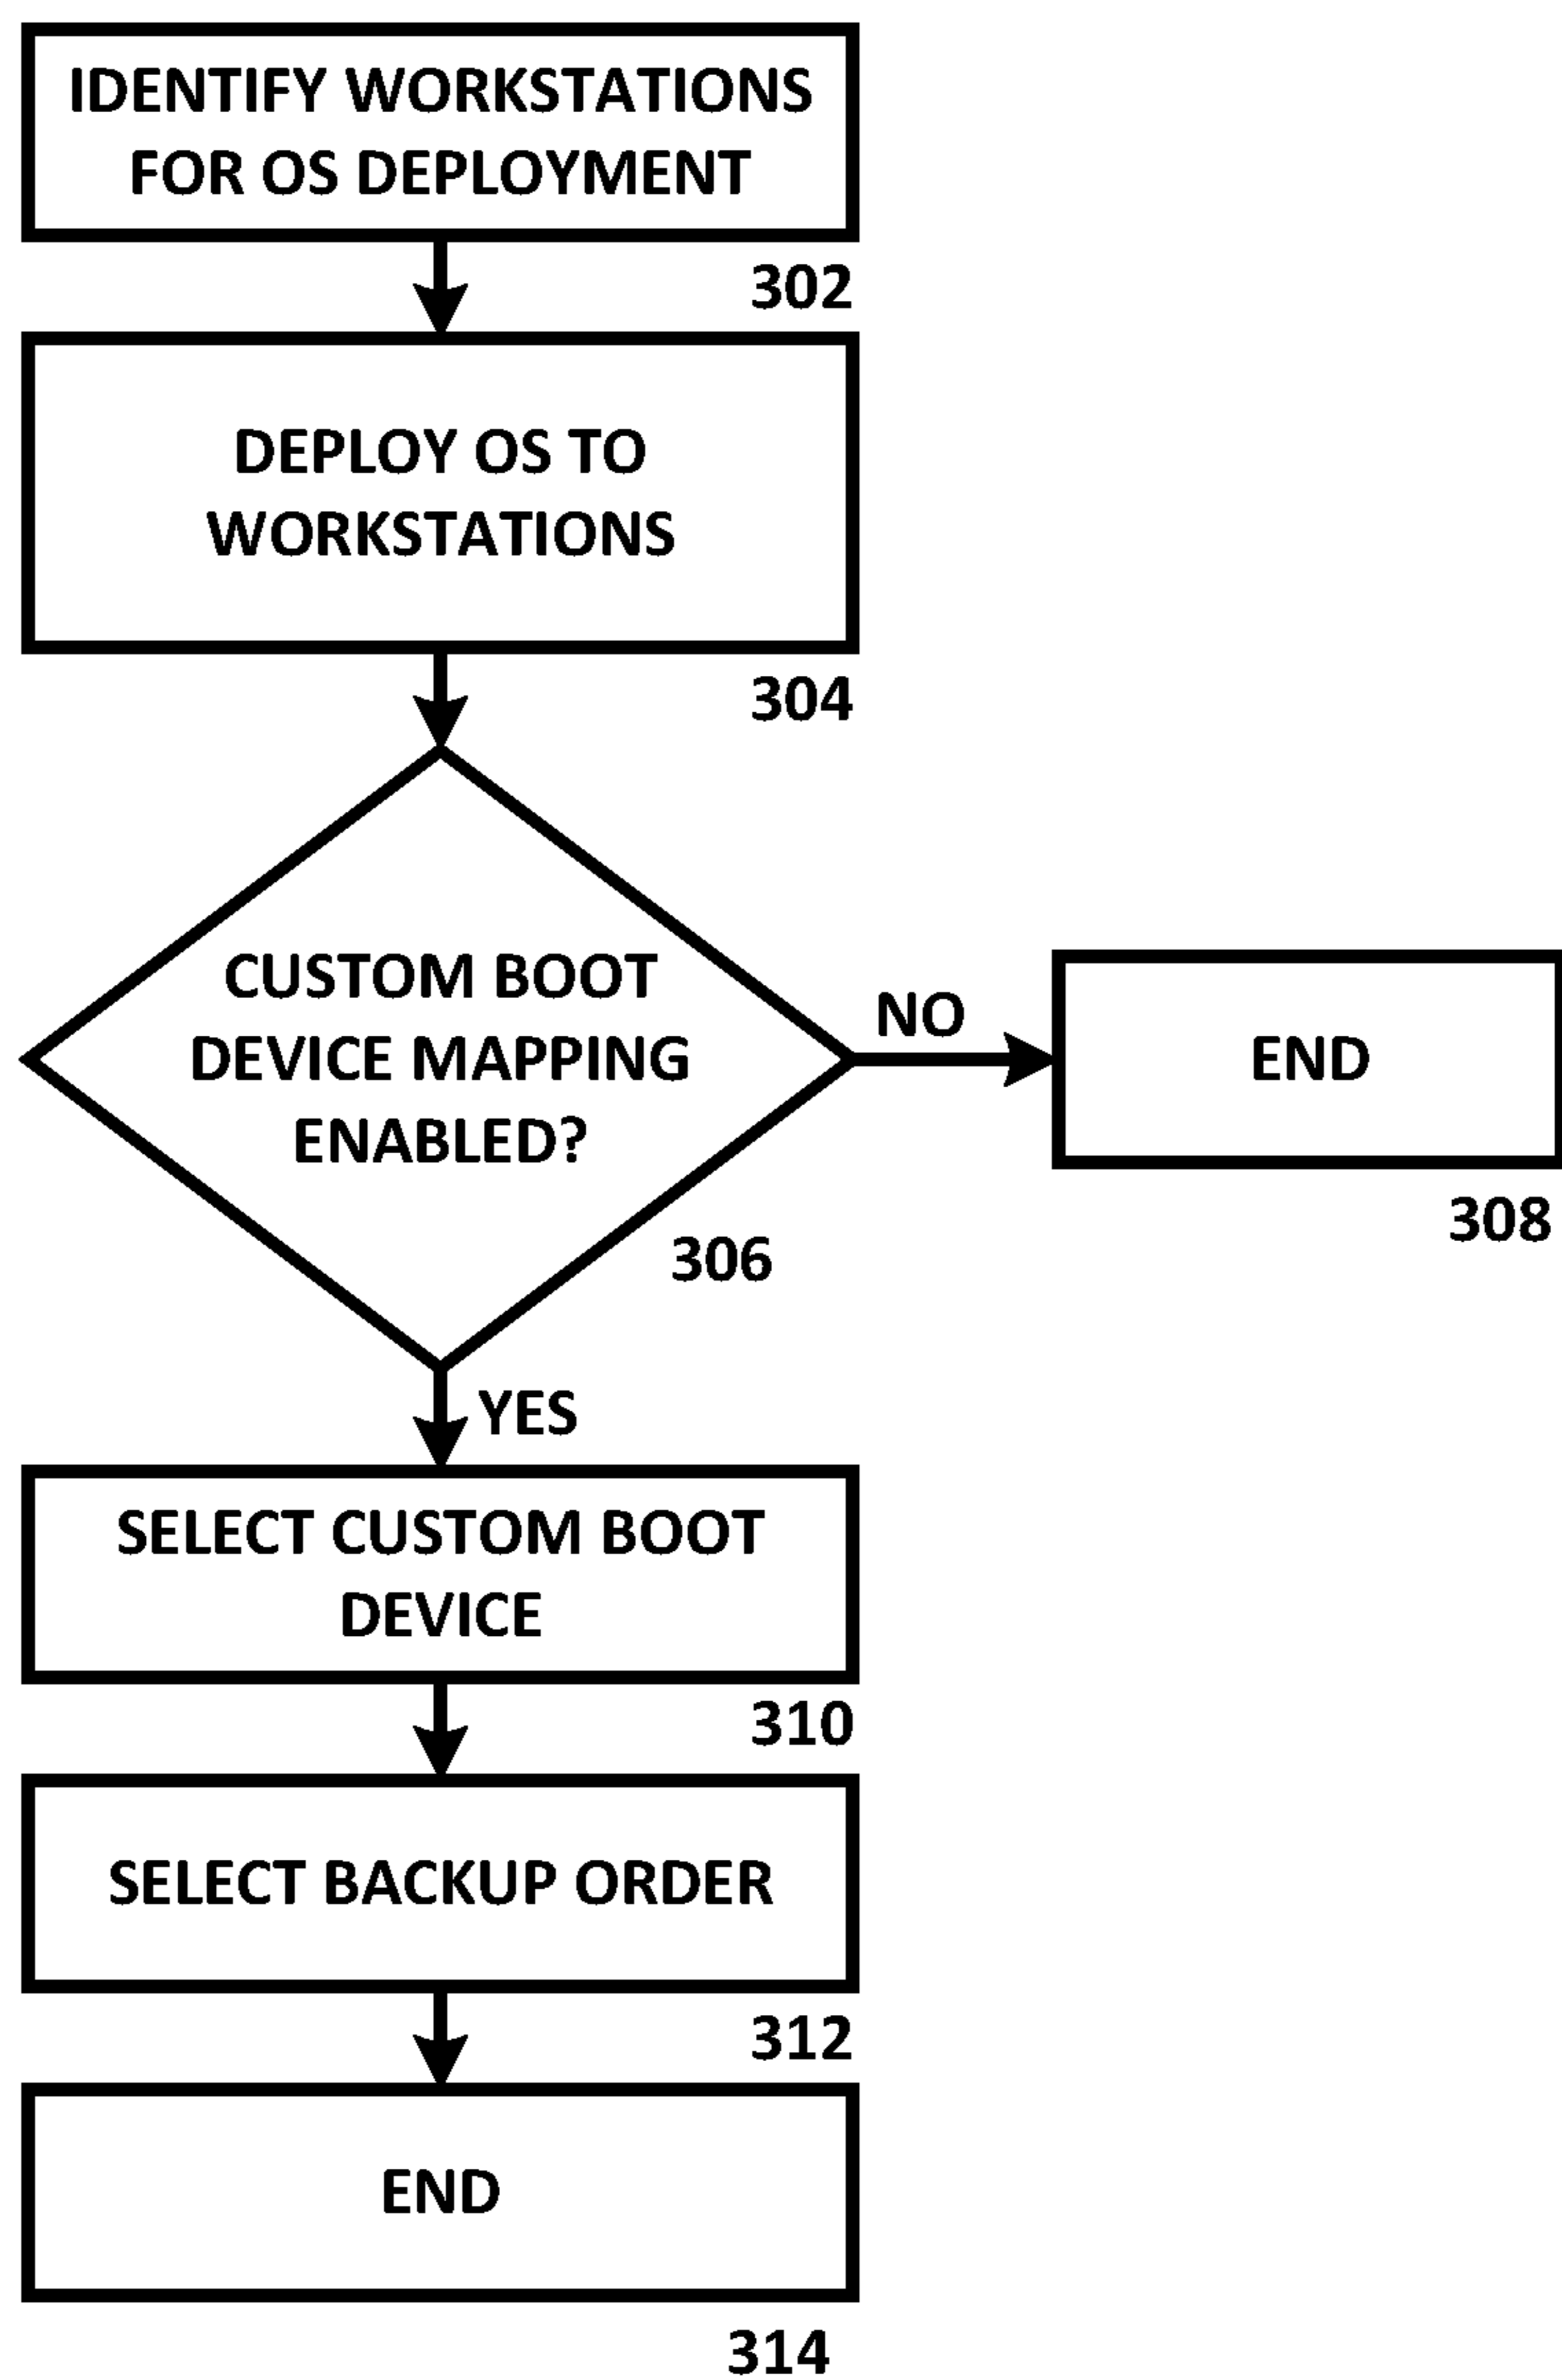 IDENTIFY WORKSTATIONS
FOR OS DEPLOYMENT
302
DEPLOY OS TO
WORKSTATIONS
304
CUSTOM BOOT
DEVICE MAPPING
ENABLED?
306
NO
END
308
YES
SELECT CUSTOM BOOT
DEVICE
310
SELECT BACKUP ORDER
312
END
314